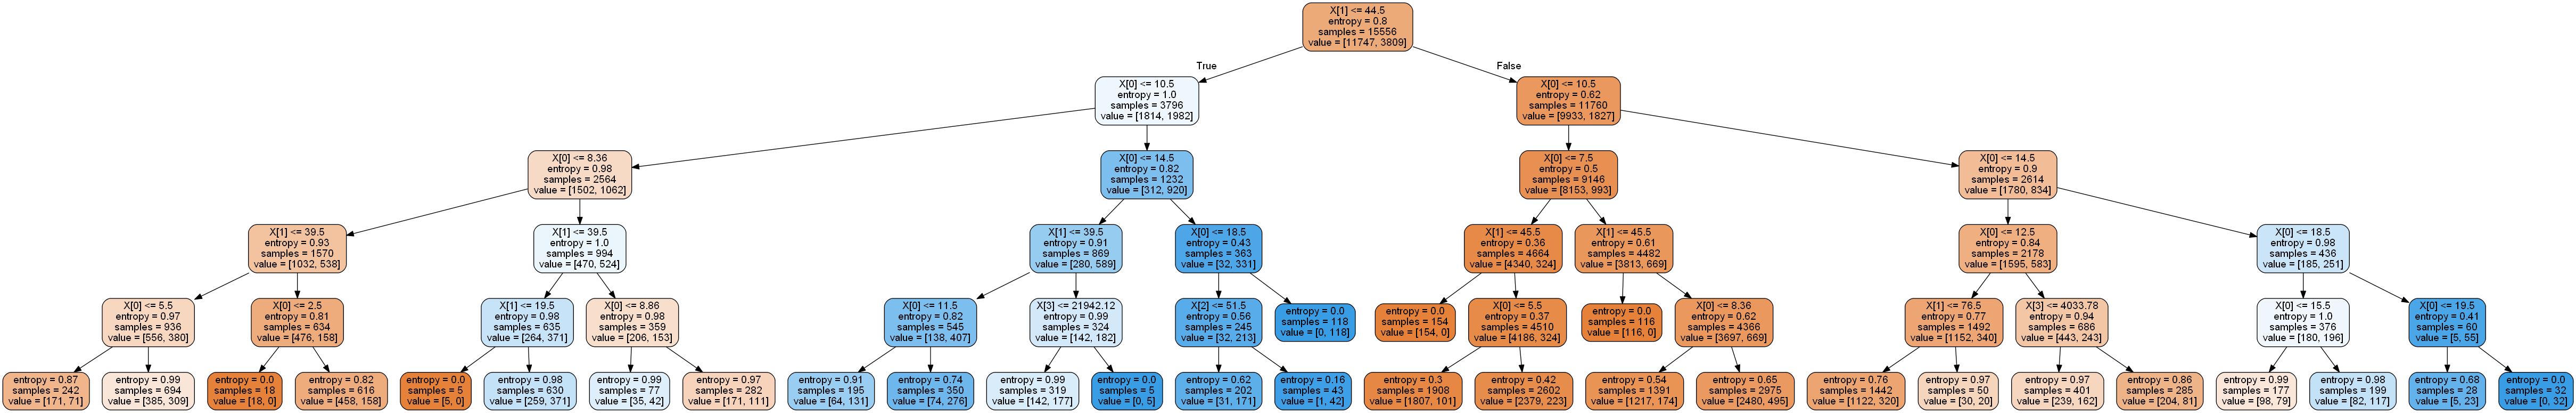 X[1] <= 44.5
entropy = 0.8
samples = 15556
value = [11747, 3809]
True
False
X[0] <= 10.5
entropy = 1.0
samples = 3796
value = [1814, 1982]
X[0] <= 10.5
entropy = 0.62
samples = 11760
value = [9933, 1827]
X[0] <= 8.36
entropy = 0.98
samples = 2564
value = [1502, 1062]
X[0] <= 14.5
entropy = 0.82
samples = 1232
value = [312, 920]
X[0] <= 7.5
entropy = 0.5
samples = 9146
value = [8153, 993]
X[0] <= 14.5
entropy = 0.9
samples = 2614
value = [1780, 834]
X[1] <= 39.5
entropy = 0.93
samples = 1570
value = [1032, 538]
X[1] <= 39.5
entropy = 1.0
samples = 994
value = [470, 524]
X[1] <= 39.5
entropy = 0.91
samples = 869
value = [280, 589]
X[0] <= 18.5
entropy = 0.43
samples = 363
value = [32, 331]
X[1] <= 45.5
entropy = 0.36
samples = 4664
value = [4340, 324]
X[1] <= 45.5
entropy = 0.61
samples = 4482
value = [3813, 669]
X[0] <= 12.5
entropy = 0.84
samples = 2178
value = [1595, 583]
X[0] <= 18.5
entropy = 0.98
samples = 436
value = [185, 251]
X[0] <= 5.5
entropy = 0.97
samples = 936
value = [556, 380]
X[0] <= 2.5
entropy = 0.81
samples = 634
value = [476, 158]
X[1] <= 19.5
entropy = 0.98
samples = 635
value = [264, 371]
X[0] <= 8.86
entropy = 0.98
samples = 359
value = [206, 153]
X[0] <= 11.5
entropy = 0.82
samples = 545
value = [138, 407]
X[3] <= 21942.12
entropy = 0.99
samples = 324
value = [142, 182]
X[2] <= 51.5
entropy = 0.56
samples = 245
value = [32, 213]
entropy = 0.0
samples = 118
value = [0, 118]
entropy = 0.0
samples = 154
value = [154, 0]
X[0] <= 5.5
entropy = 0.37
samples = 4510
value = [4186, 324]
entropy = 0.0
samples = 116
value = [116, 0]
X[0] <= 8.36
entropy = 0.62
samples = 4366
value = [3697, 669]
X[1] <= 76.5
entropy = 0.77
samples = 1492
value = [1152, 340]
X[3] <= 4033.78
entropy = 0.94
samples = 686
value = [443, 243]
X[0] <= 15.5
entropy = 1.0
samples = 376
value = [180, 196]
X[0] <= 19.5
entropy = 0.41
samples = 60
value = [5, 55]
entropy = 0.87
samples = 242
value = [171, 71]
entropy = 0.99
samples = 694
value = [385, 309]
entropy = 0.0
samples = 18
value = [18, 0]
entropy = 0.82
samples = 616
value = [458, 158]
entropy = 0.0
samples = 5
value = [5, 0]
entropy = 0.98
samples = 630
value = [259, 371]
entropy = 0.99
samples = 77
value = [35, 42]
entropy = 0.97
samples = 282
value = [171, 111]
entropy = 0.91
samples = 195
value = [64, 131]
entropy = 0.74
samples = 350
value = [74, 276]
entropy = 0.99
samples = 319
value = [142, 177]
entropy = 0.0
samples = 5
value = [0, 5]
entropy = 0.62
samples = 202
value = [31, 171]
entropy = 0.16
samples = 43
value = [1, 42]
entropy = 0.3
samples = 1908
value = [1807, 101]
entropy = 0.42
samples = 2602
value = [2379, 223]
entropy = 0.54
samples = 1391
value = [1217, 174]
entropy = 0.65
samples = 2975
value = [2480, 495]
entropy = 0.76
samples = 1442
value = [1122, 320]
entropy = 0.97
samples = 50
value = [30, 20]
entropy = 0.97
samples = 401
value = [239, 162]
entropy = 0.86
samples = 285
value = [204, 81]
entropy = 0.99
samples = 177
value = [98, 79]
entropy = 0.98
samples = 199
value = [82, 117]
entropy = 0.68
samples = 28
value = [5, 23]
entropy = 0.0
samples = 32
value = [0, 32]